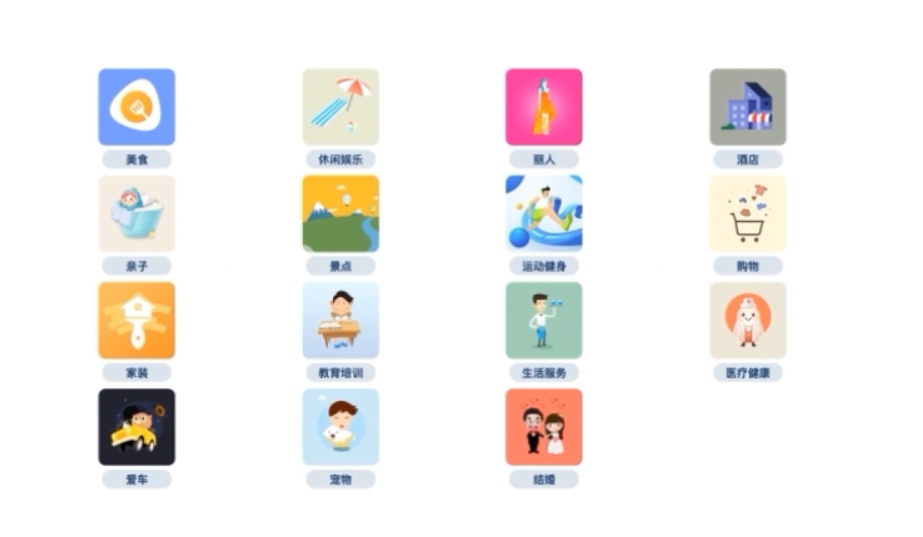 美食
休闲娱乐
丽人
酒店
亲子
景点
运动健身
购物
家装
教育培训
生活服务
医疗健康
爱车
宠物
结婚